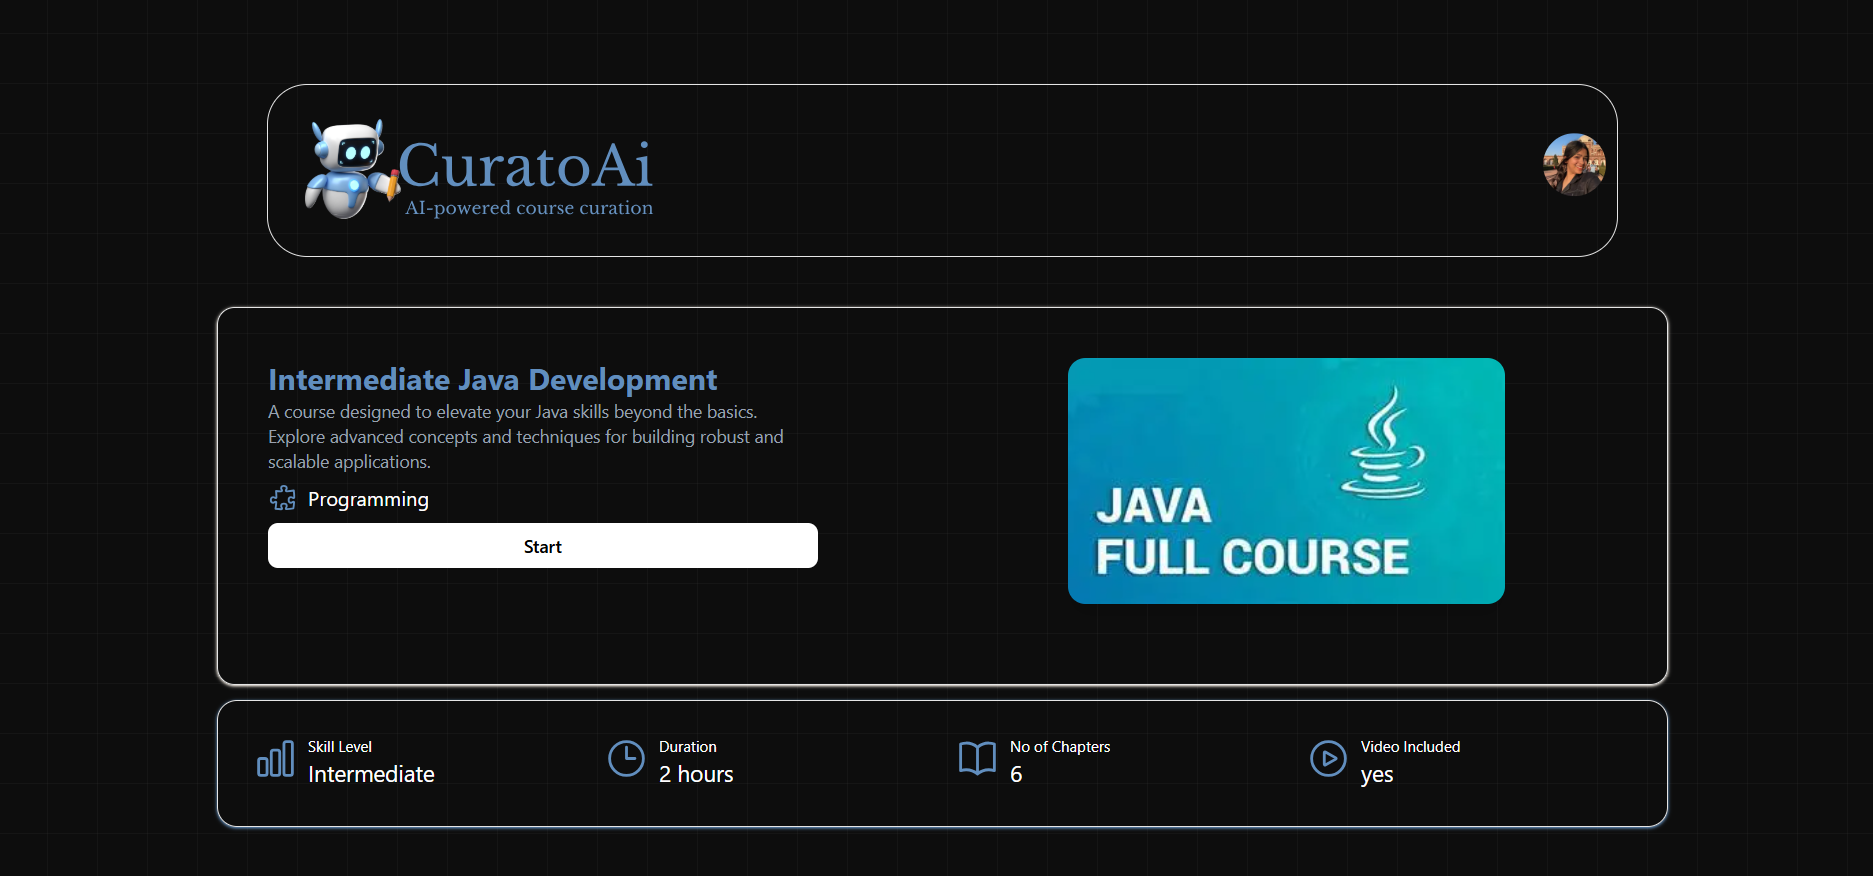 CuratoAi
AI-powered course curation
Intermediate Java Development
A course designed to elevate your Java skills beyond the basics.
Explore advanced concepts and techniques for building robust and
scalable applications.
Programming
Start
JAVA
FULL COURSE
Skill Level
Intermediate
Duration
2 hours
No of Chapters
6
Video Included
yes